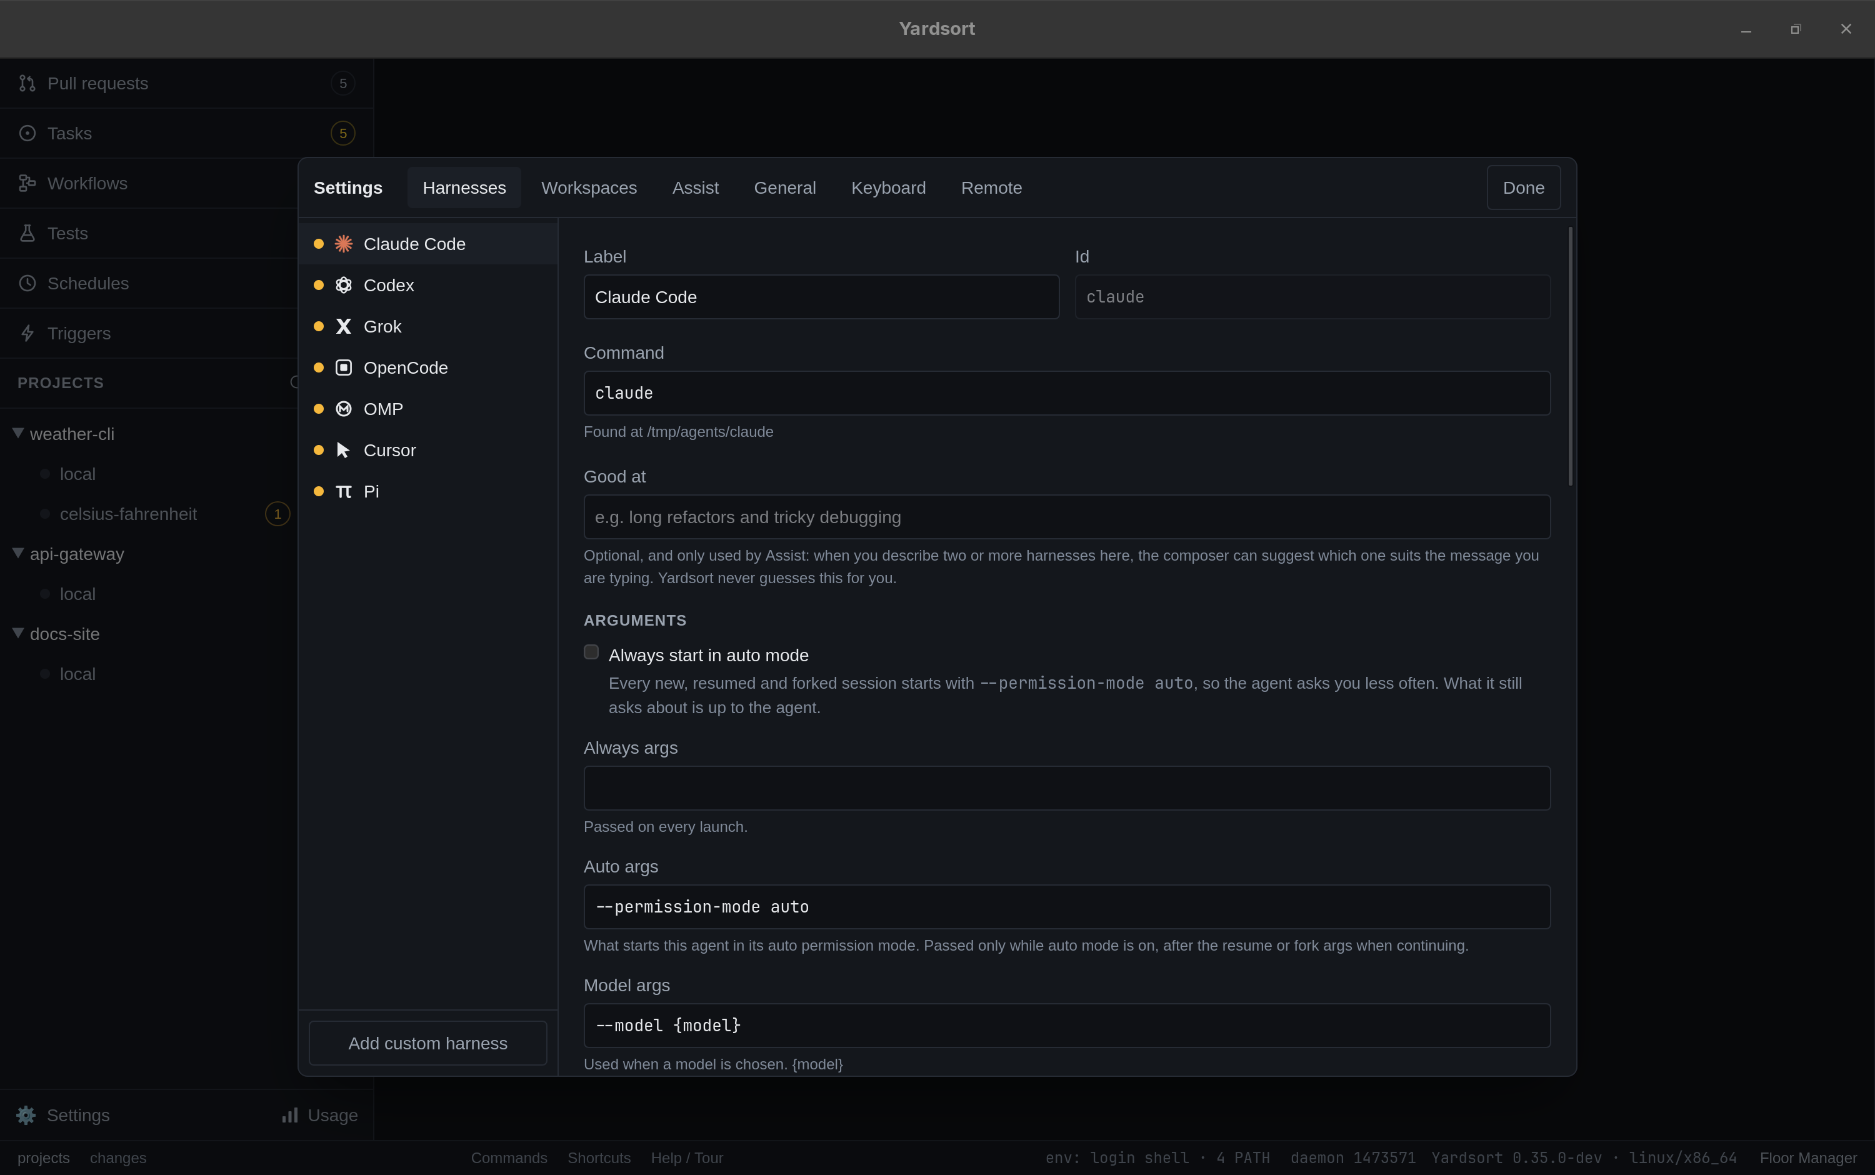 Yardsort
Pull requests 5
Tasks 5
Workflows
Tests
Schedules
Triggers
PROJECTS
weather-cli
local
celsius-fahrenheit 1
api-gateway
local
docs-site
local
Settings Usage
Settings Harnesses Workspaces Assist General Keyboard Remote Done
Claude Code
Codex
Grok
OpenCode
OMP
Cursor
Pi
Add custom harness
Label Id
Claude Code claude
Command
claude
Found at /tmp/agents/claude
Good at
e.g. long refactors and tricky debugging
Optional, and only used by Assist: when you describe two or more harnesses here, the composer can suggest which one suits the message you
are typing. Yardsort never guesses this for you.
ARGUMENTS
Always start in auto mode
Every new, resumed and forked session starts with --permission-mode auto, so the agent asks you less often. What it still
asks about is up to the agent.
Always args
Passed on every launch.
Auto args
--permission-mode auto
What starts this agent in its auto permission mode. Passed only while auto mode is on, after the resume or fork args when continuing.
Model args
--model {model}
Used when a model is chosen. {model}
projects changes Commands Shortcuts Help / Tour env: login shell · 4 PATH daemon 1473571 Yardsort 0.35.0-dev · linux/x86_64 Floor Manager